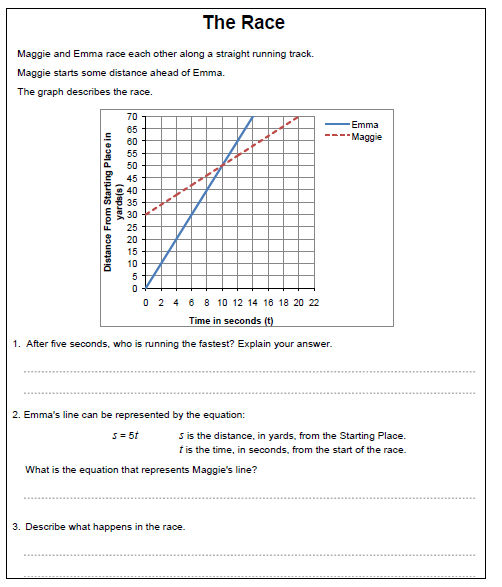 The Race
Maggie and Emma race each other along a straight running track.
Maggie starts some distance ahead of Emma.
The graph describes the race.
Distance From Starting Place in
yards(s)
70
65
60
55
50
45
40
35
30
25
20
15
10
5
0
0 2 4 6 8 10 12 14 16 18 20 22
Time in seconds (t)
Emma
Maggie
1. After five seconds, who is running the fastest? Explain your answer.
2. Emma's line can be represented by the equation:
s = 5t s is the distance, in yards, from the Starting Place.
t is the time, in seconds, from the start of the race.
What is the equation that represents Maggie's line?
3. Describe what happens in the race.